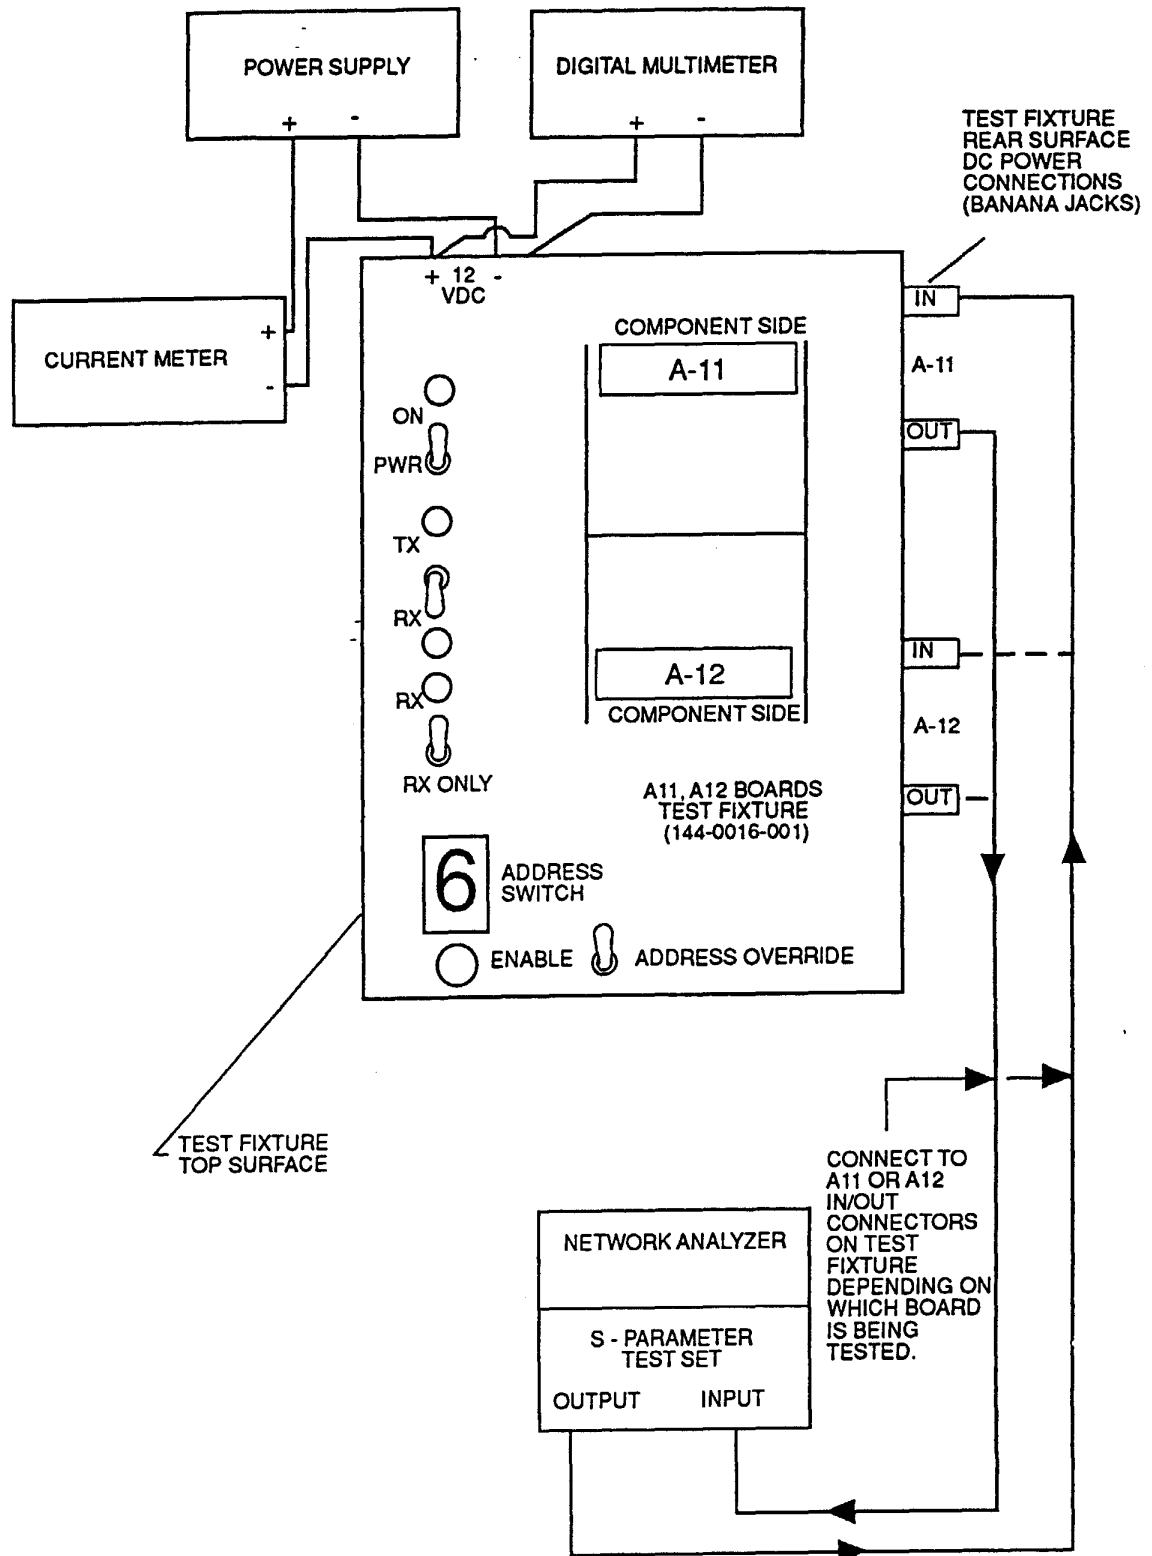 POWER SUPPLY
+ -
DIGITAL MULTIMETER
+ -
TEST FIXTURE
REAR SURFACE
DC POWER
CONNECTIONS
(BANANA JACKS)
+ 12 -
VDC
CURRENT METER
+
-
ON
PWR
TX
RX
RX
RX ONLY
COMPONENT SIDE
A-11
A-12
COMPONENT SIDE
IN
A-11
OUT
IN
A-12
OUT
A11, A12 BOARDS
TEST FIXTURE
(144-0016-001)
6
ADDRESS
SWITCH
ENABLE
ADDRESS OVERRIDE
TEST FIXTURE
TOP SURFACE
CONNECT TO
A11 OR A12
IN/OUT
CONNECTORS
ON TEST
FIXTURE
DEPENDING ON
WHICH BOARD
IS BEING
TESTED.
NETWORK ANALYZER
S - PARAMETER
TEST SET
OUTPUT INPUT